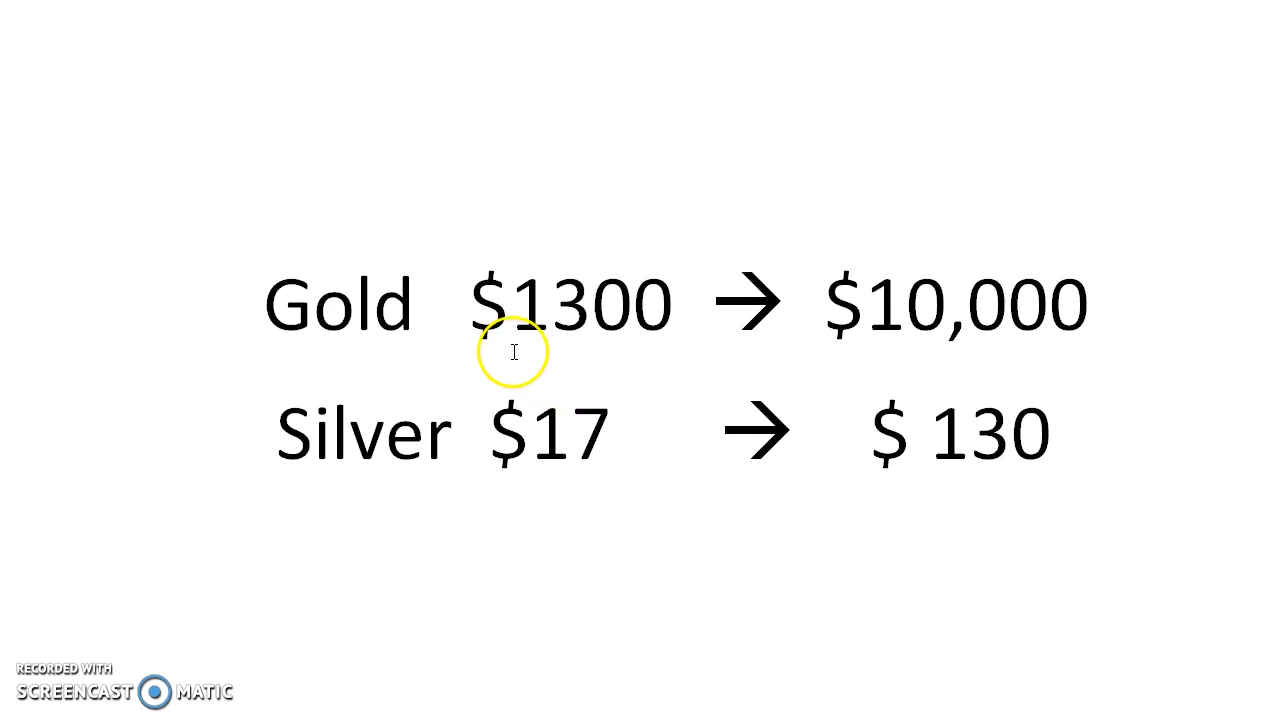 Gold $1300 → $10,000
Silver $17 → $ 130
RECORDED WITH
SCREENCAST MATIC